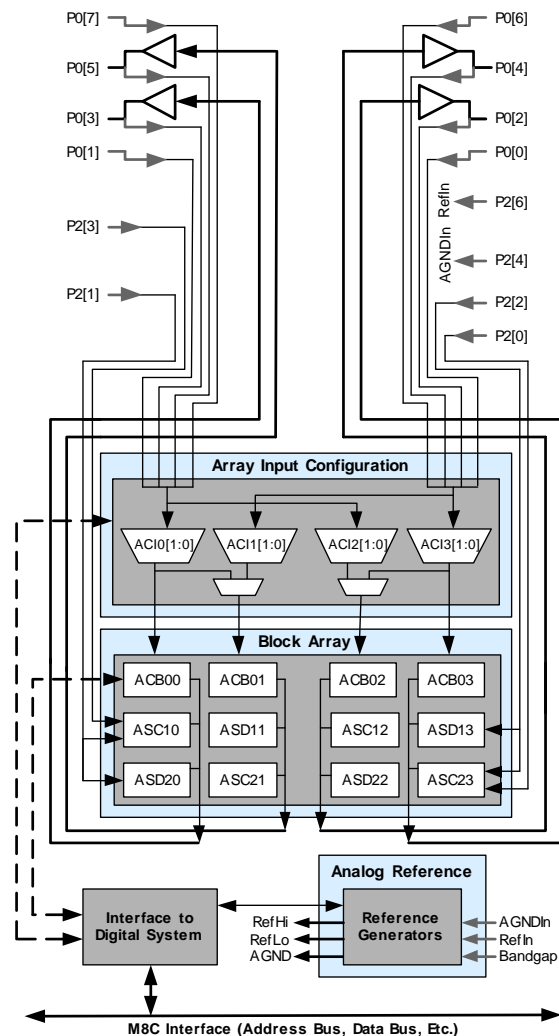 P0[7]
P0[6]
P0[5]
P0[4]
P0[3]
P0[2]
P0[1]
P0[0]
P2[6]
RefIn
AGNDIn
P2[3]
P2[4]
P2[1]
P2[2]
P2[0]
Array Input Configuration
ACI0[1:0] ACI1[1:0] ACI2[1:0] ACI3[1:0]
Block Array
ACB00 ACB01 ACB02 ACB03
ASC10 ASD11 ASC12 ASD13
ASD20 ASC21 ASD22 ASC23
Analog Reference
Interface to
Digital System
RefHi
RefLo
AGND
Reference
Generators
AGNDIn
RefIn
Bandgap
M8C Interface (Address Bus, Data Bus, Etc.)